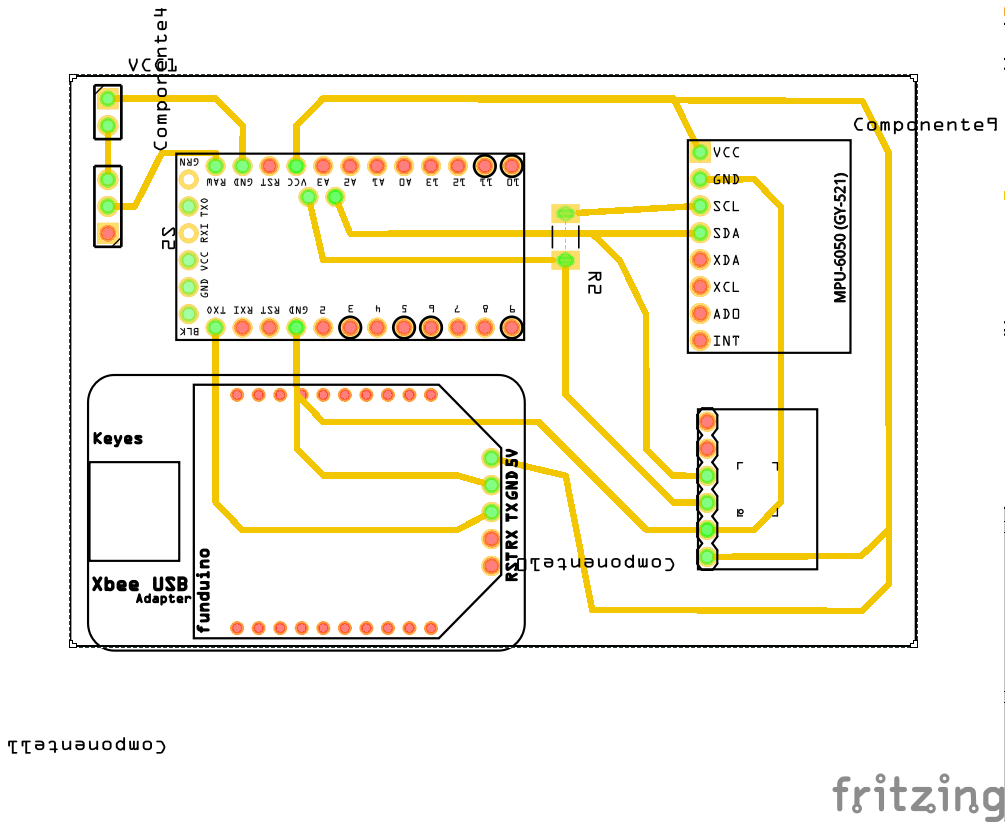 VCC1
Componente4
Componente9
GRN
RAW GND RST VCC A3 A2 A1 A0 13 12 11 10
TXO
RXI
VCC
GND
S2
BLK
TXO RXI RST GND 2 3 4 5 6 7 8 9
R2
VCC
GND
SCL
SDA
XDA
XCL
ADO
INT
MPU-6050 (GY-521)
Keyes
Xbee USB
Adapter
funduino
5V
GND
TX
RX
RST
Componente10
Componente11
fritzing